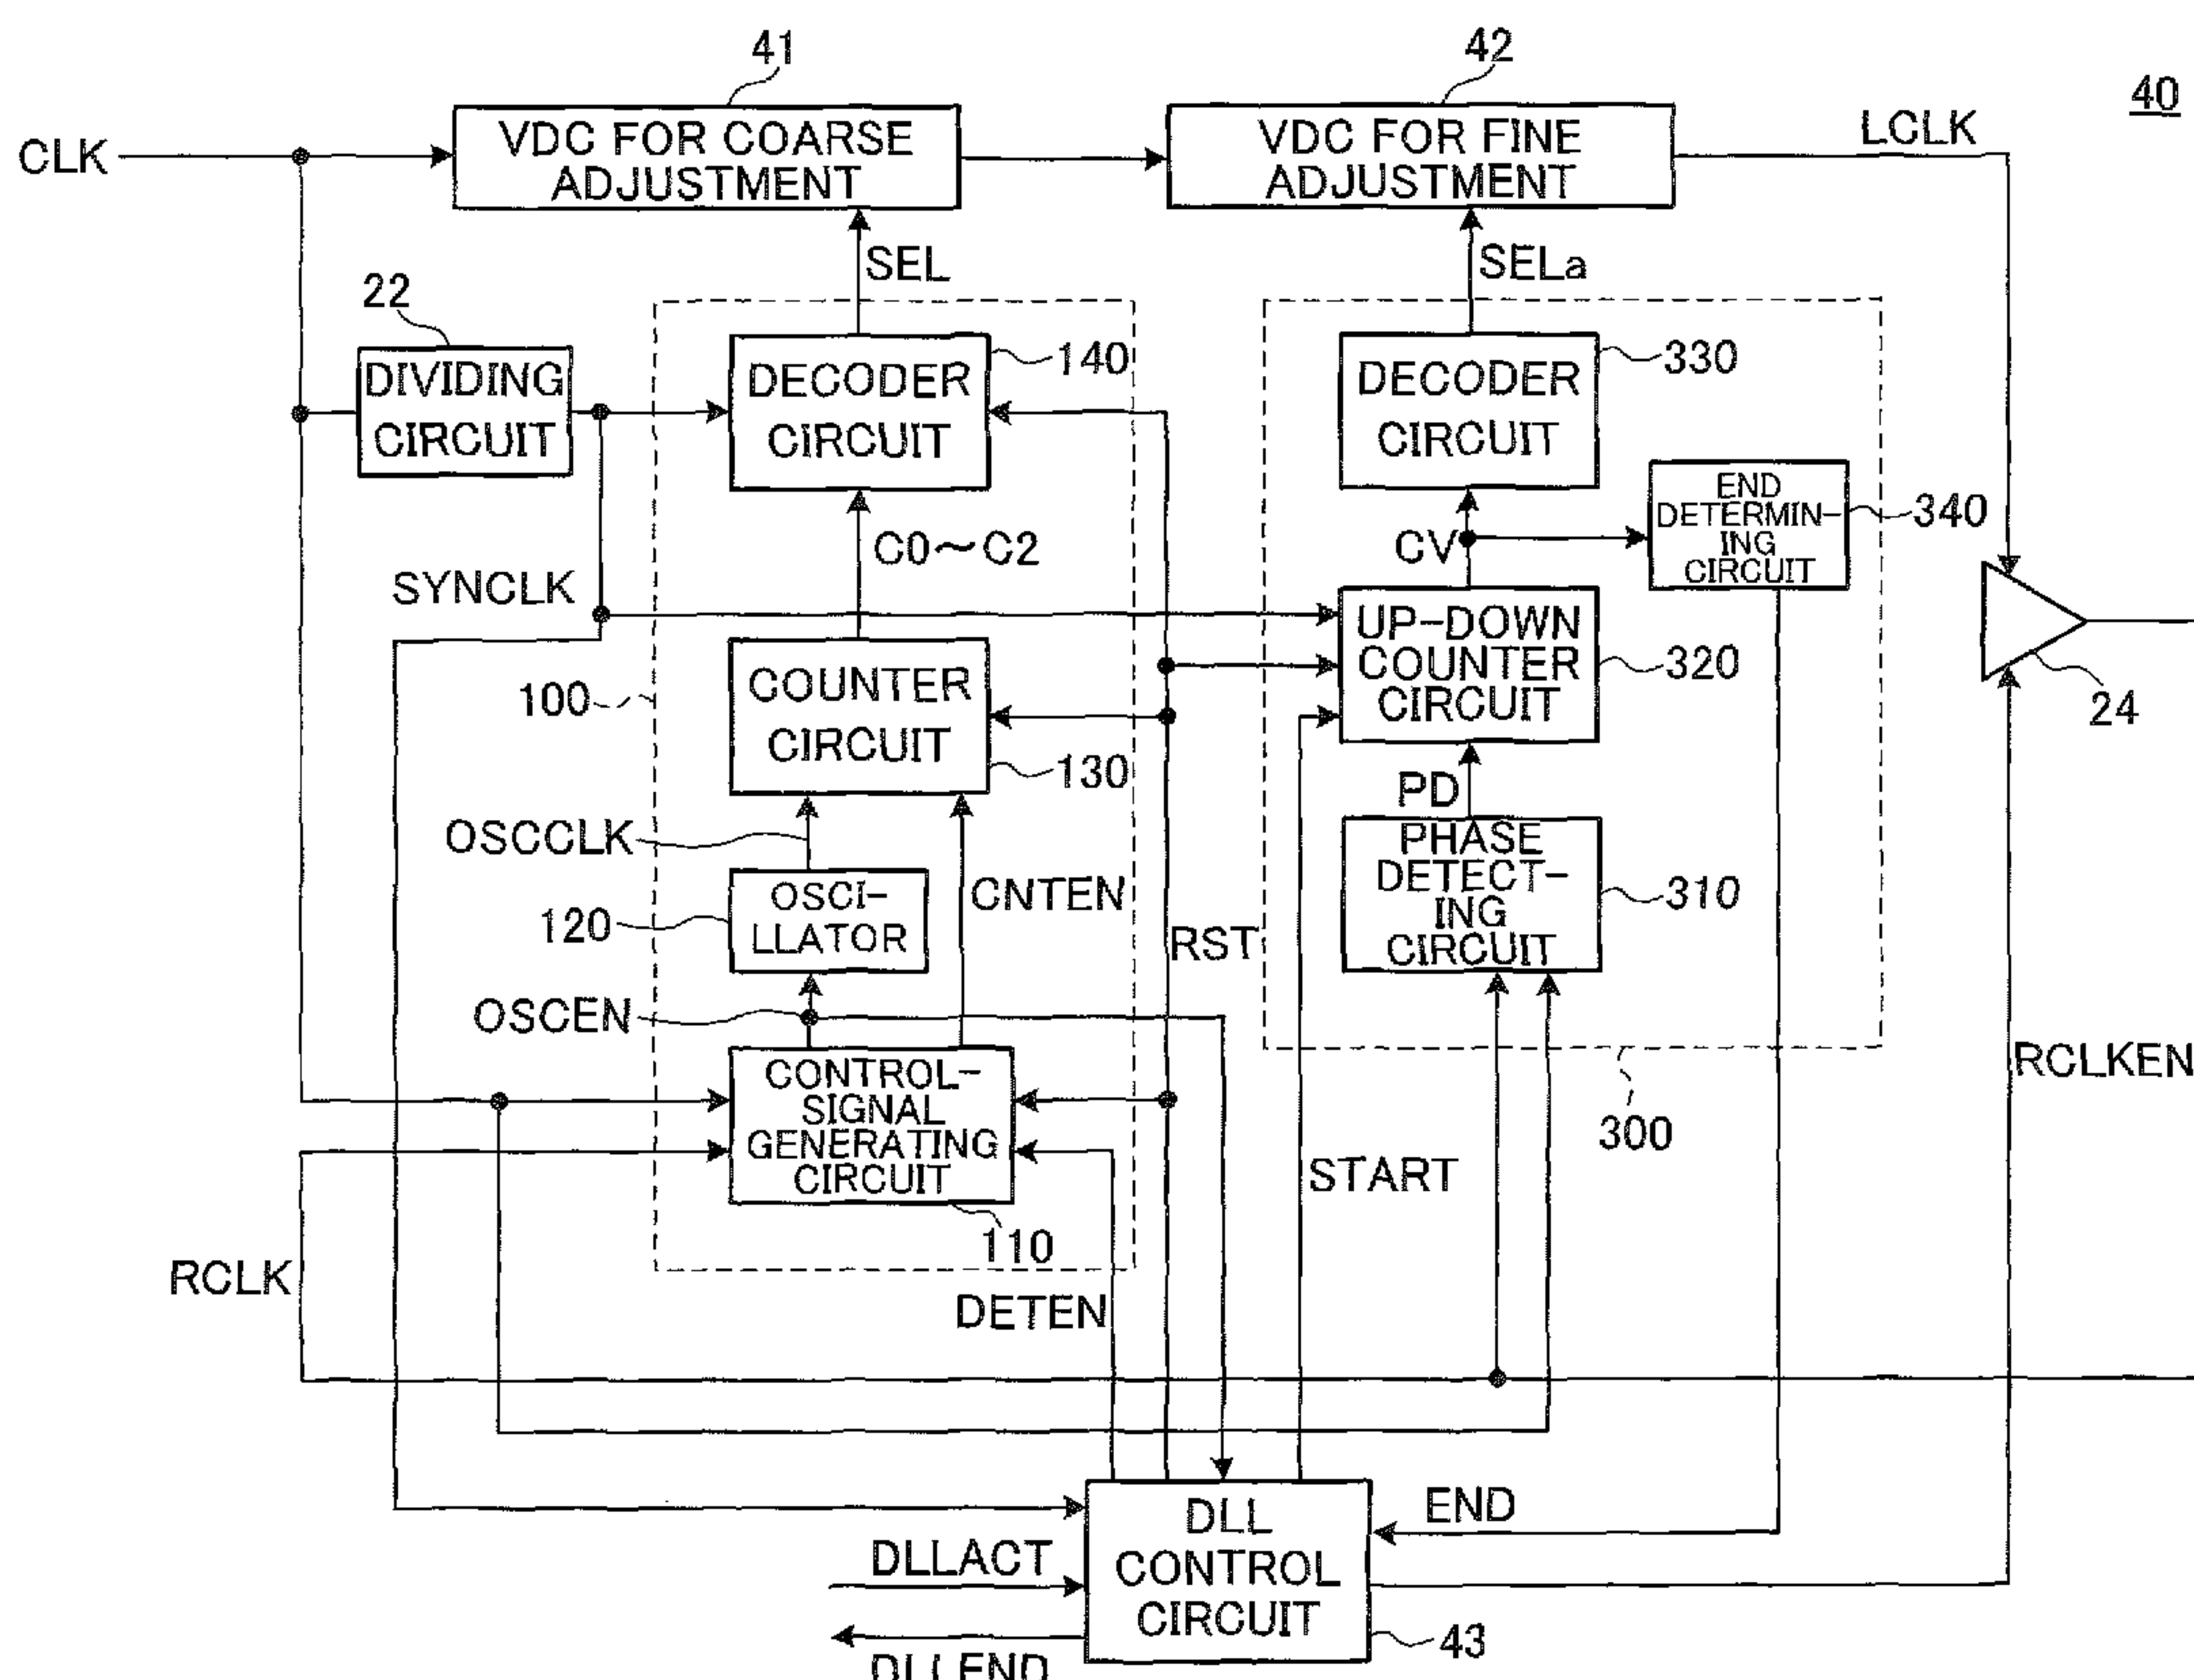 41
42
40
CLK
VDC FOR COARSE
ADJUSTMENT
VDC FOR FINE
ADJUSTMENT
LCLK
SEL
SELa
22
DIVIDING
CIRCUIT
DECODER
CIRCUIT
140
DECODER
CIRCUIT
330
END
DETERMIN-
ING
CIRCUIT
340
C0~C2
CV
SYNCLK
100
COUNTER
CIRCUIT
130
UP-DOWN
COUNTER
CIRCUIT
320
24
PD
OSCCLK
CNTEN
120
OSCI-
LLATOR
RST
PHASE
DETECT-
ING
CIRCUIT
310
OSCEN
CONTROL-
SIGNAL
GENERATING
CIRCUIT
110
300
RCLKEN
START
RCLK
DETEN
END
DLL
CONTROL
CIRCUIT
43
DLLACT
DLLEND